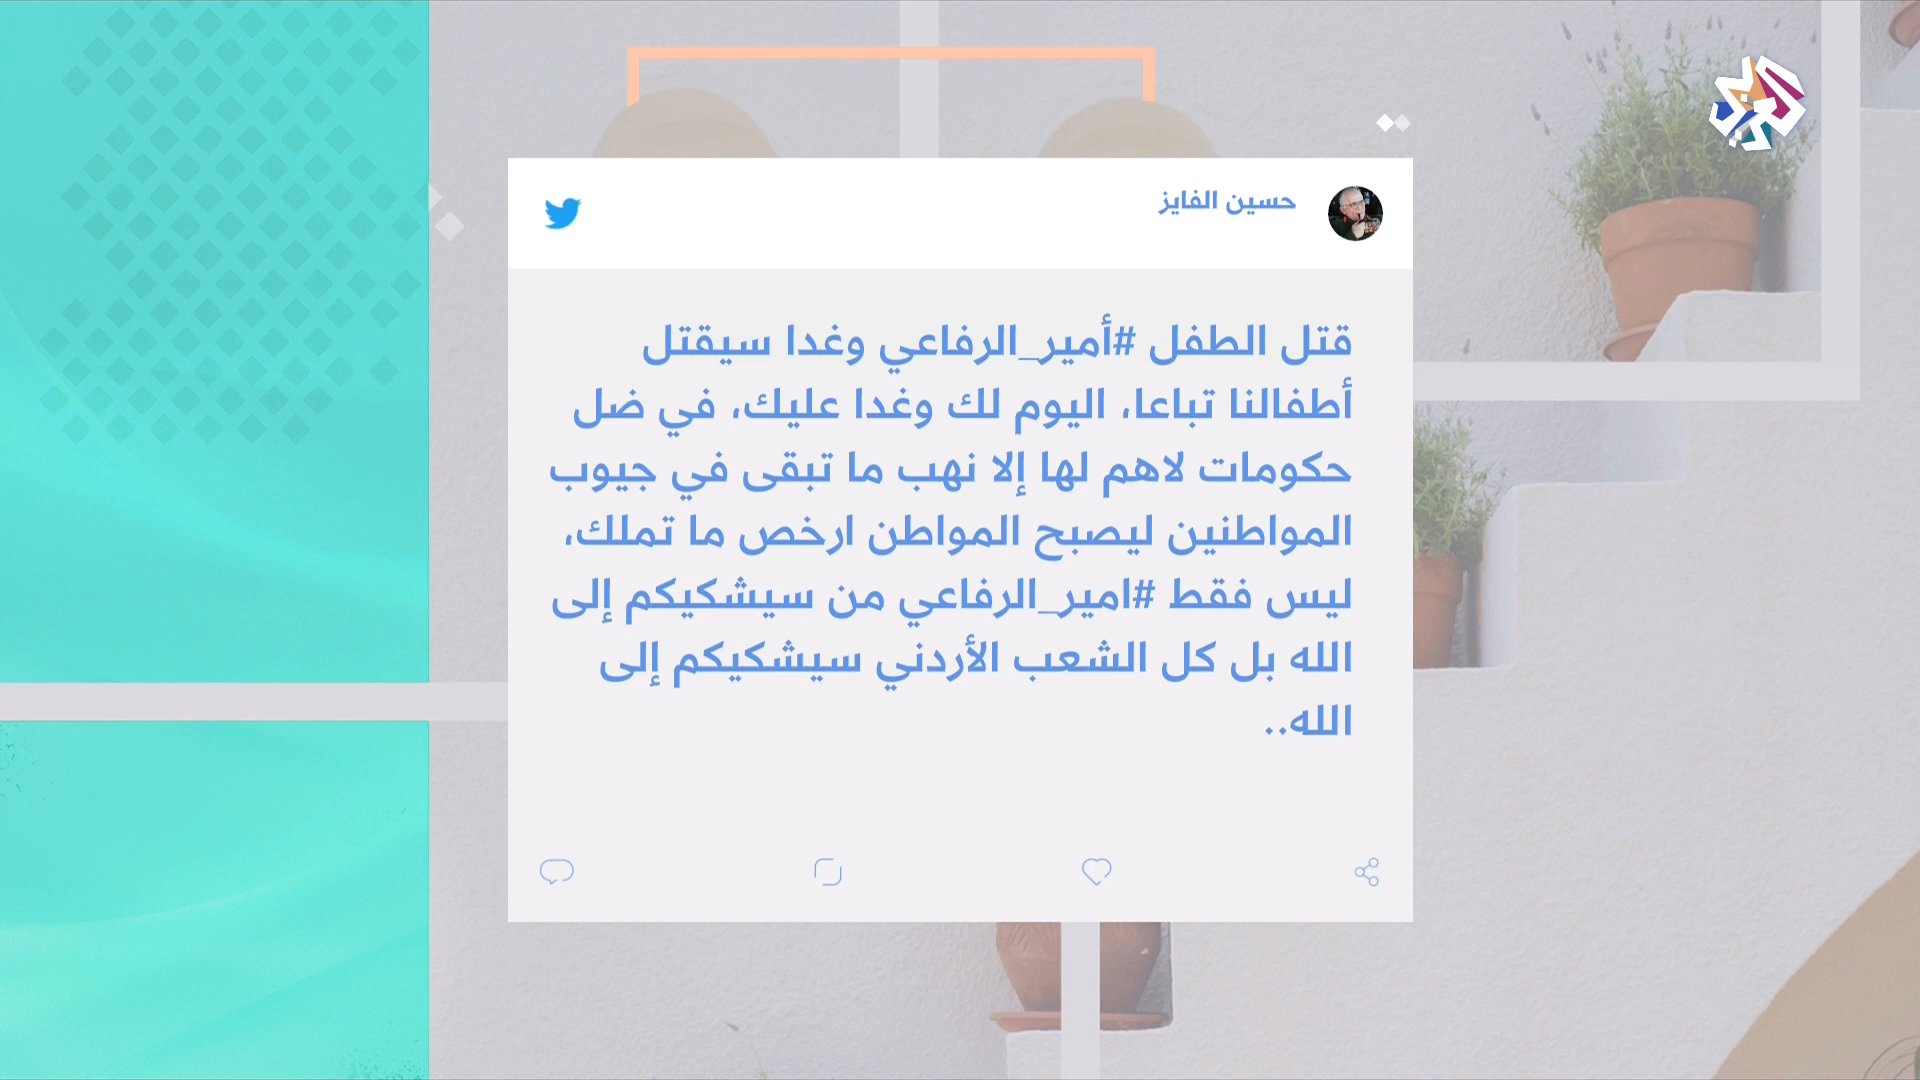 حسين الفايز
قتل الطفل #أمير_الرفاعي وغدا سيقتل
أطفالنا تباعا، اليوم لك وغدا عليك، في ضل
حكومات لاهم لها إلا نهب ما تبقى في جيوب
المواطنين ليصبح المواطن ارخص ما تملك،
ليس فقط #امير_الرفاعي من سيشكيكم إلى
الله بل كل الشعب الأردني سيشكيكم إلى
الله..